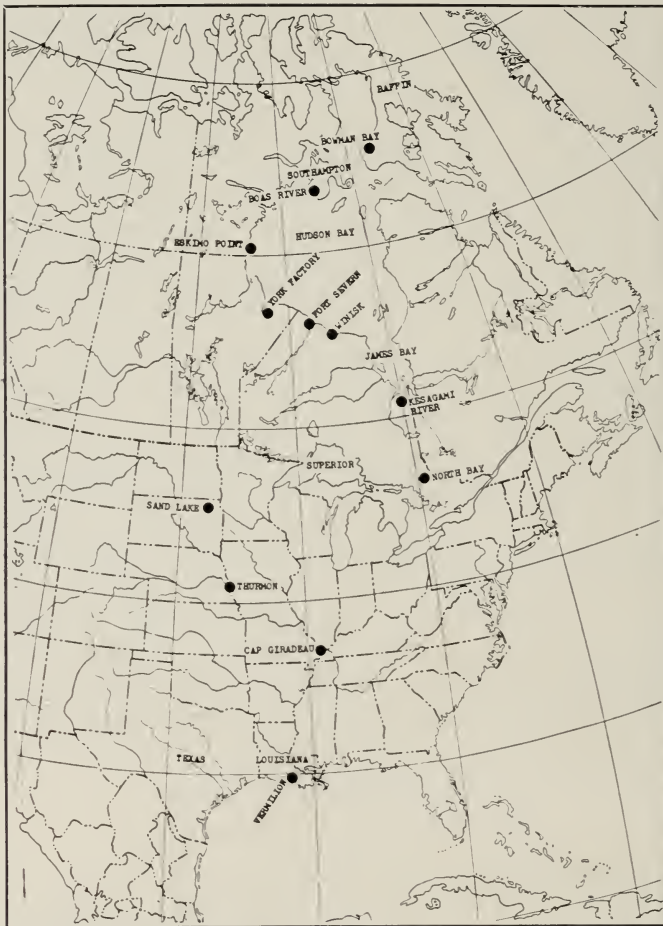 BAFFIN
BOWMAN BAY
SOUTHAMPTON
BOAS RIVER
HUDSON BAY
ESKIMO POINT
YORK FACTORY
FORT SEVERN
WINISK
JAMES BAY
KESAGAMI
RIVER
SUPERIOR
NORTH BAY
SAND LAKE
THURMON
CAP GIRADEAU
TEXAS
LOUISIANA
VERMILION